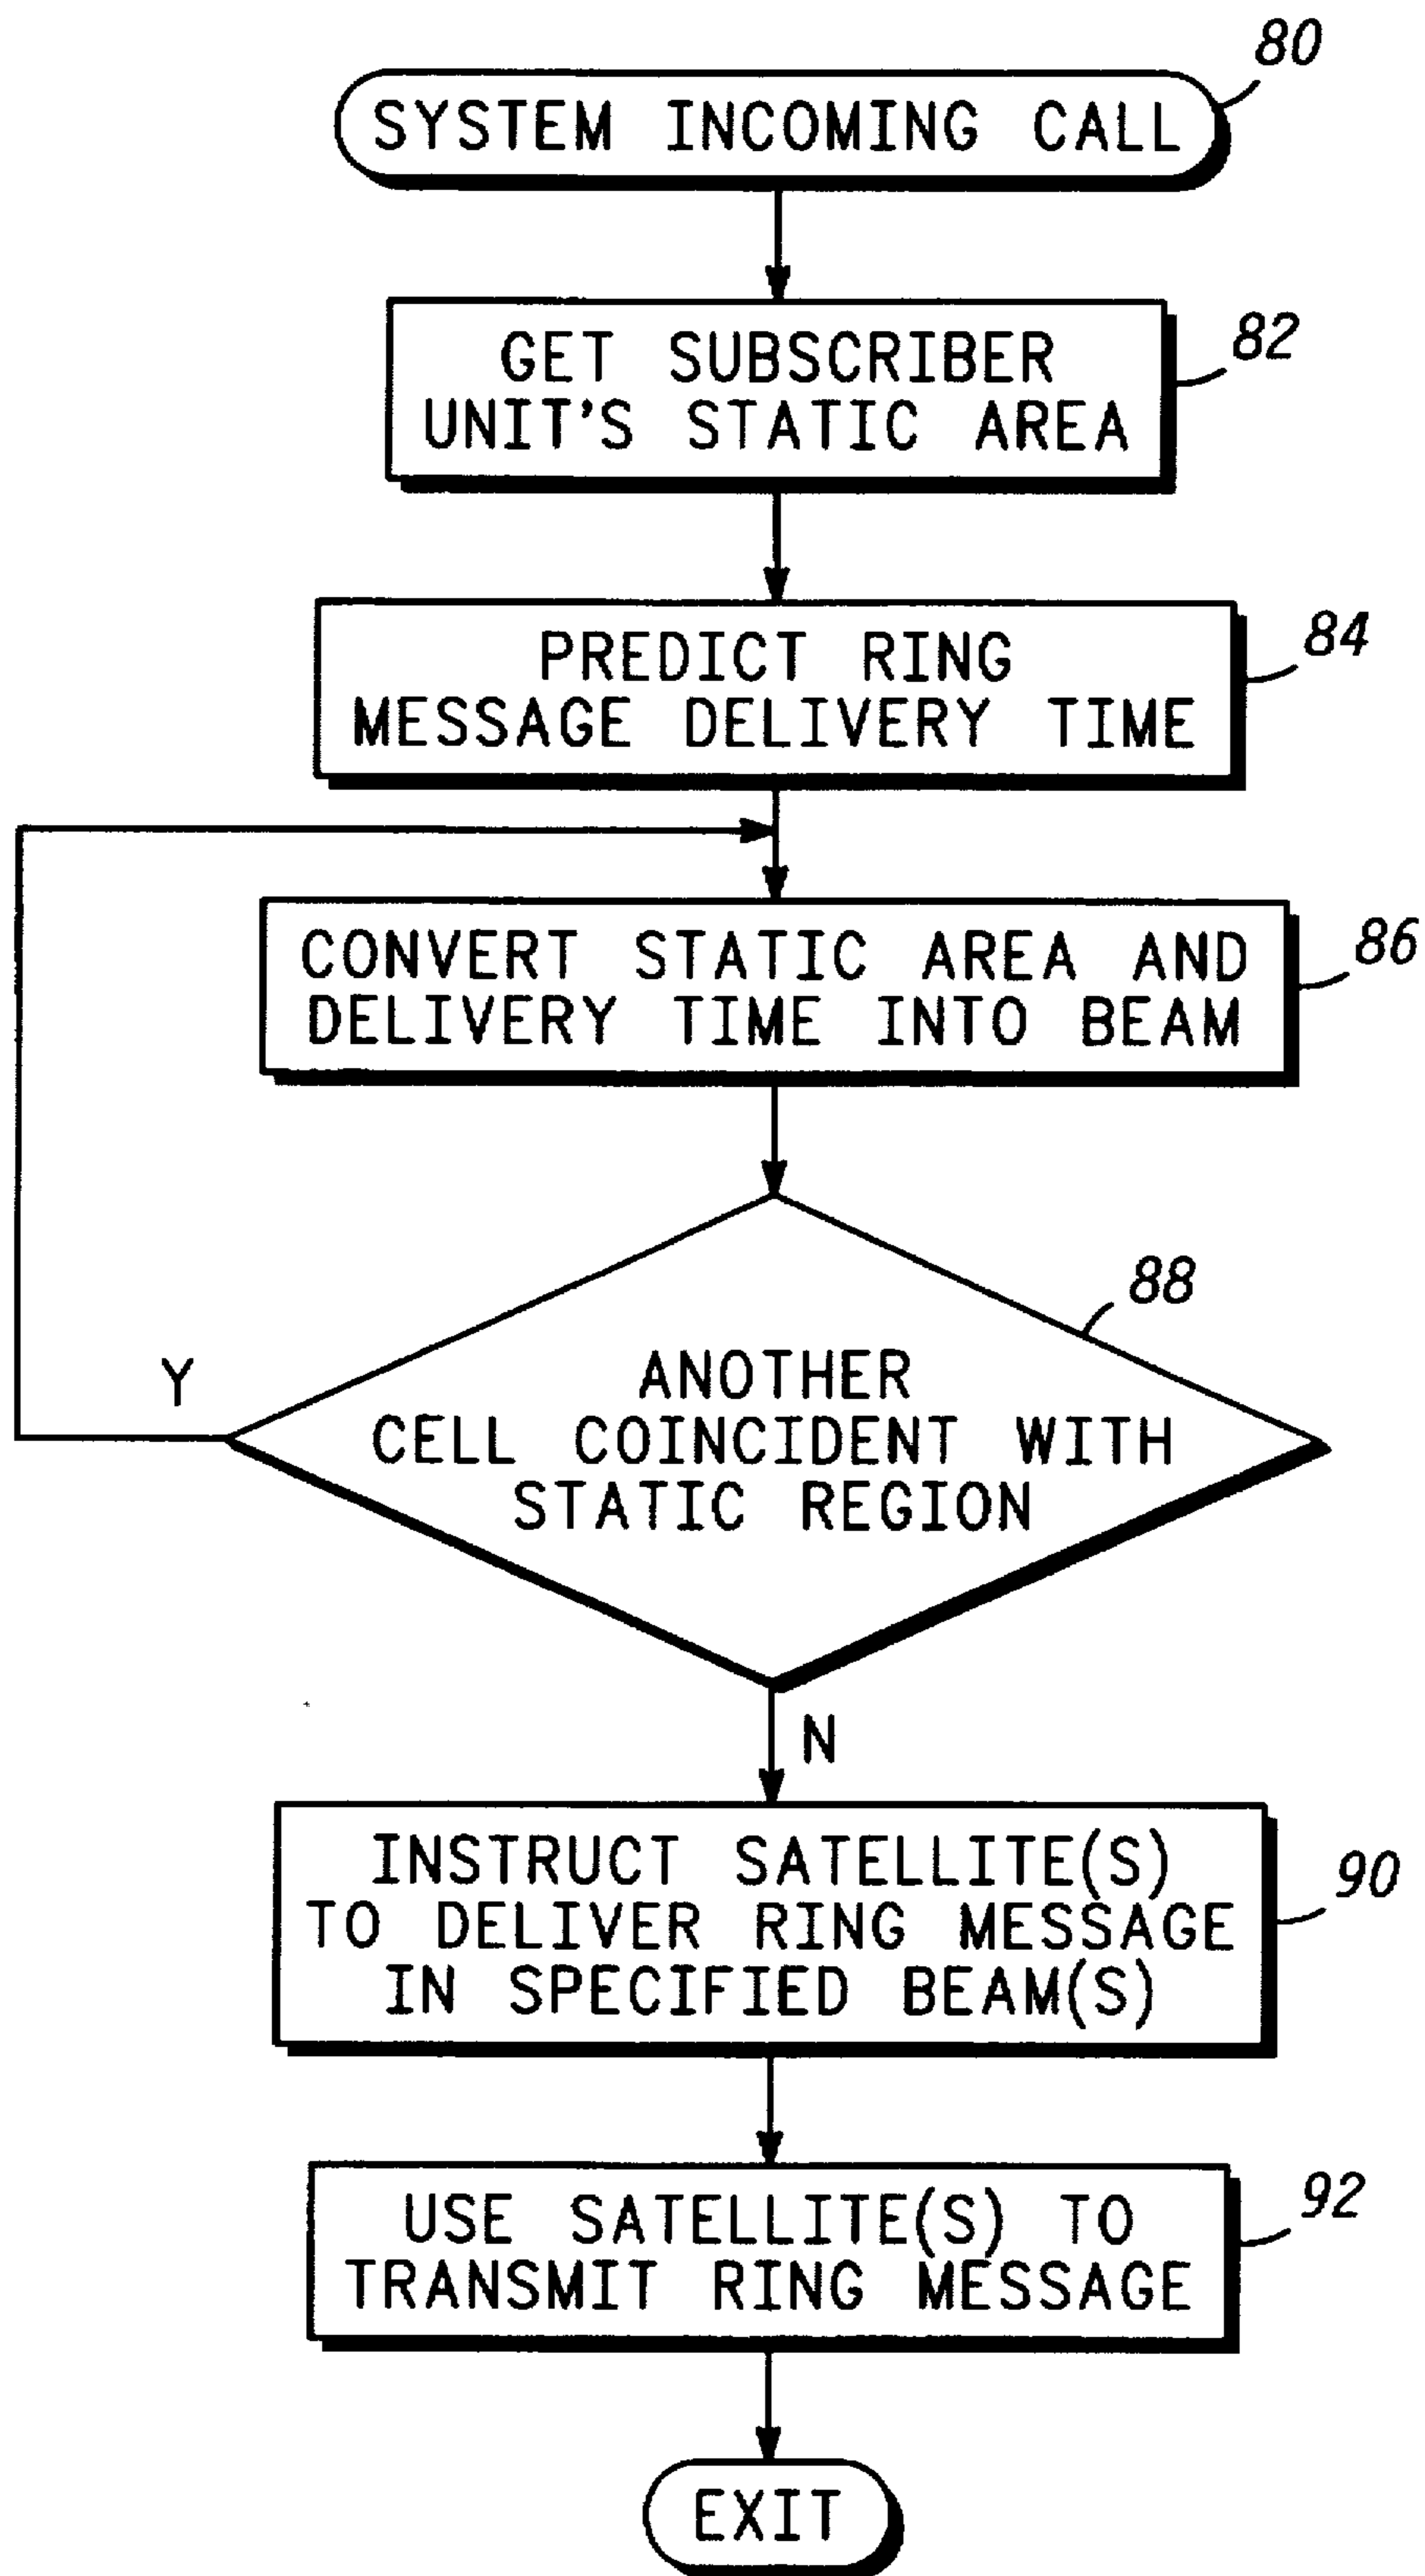 80
SYSTEM INCOMING CALL
82
GET SUBSCRIBER
UNIT'S STATIC AREA
84
PREDICT RING
MESSAGE DELIVERY TIME
86
CONVERT STATIC AREA AND
DELIVERY TIME INTO BEAM
88
ANOTHER
CELL COINCIDENT WITH
STATIC REGION
Y
N
90
INSTRUCT SATELLITE(S)
TO DELIVER RING MESSAGE
IN SPECIFIED BEAM(S)
92
USE SATELLITE(S) TO
TRANSMIT RING MESSAGE
EXIT